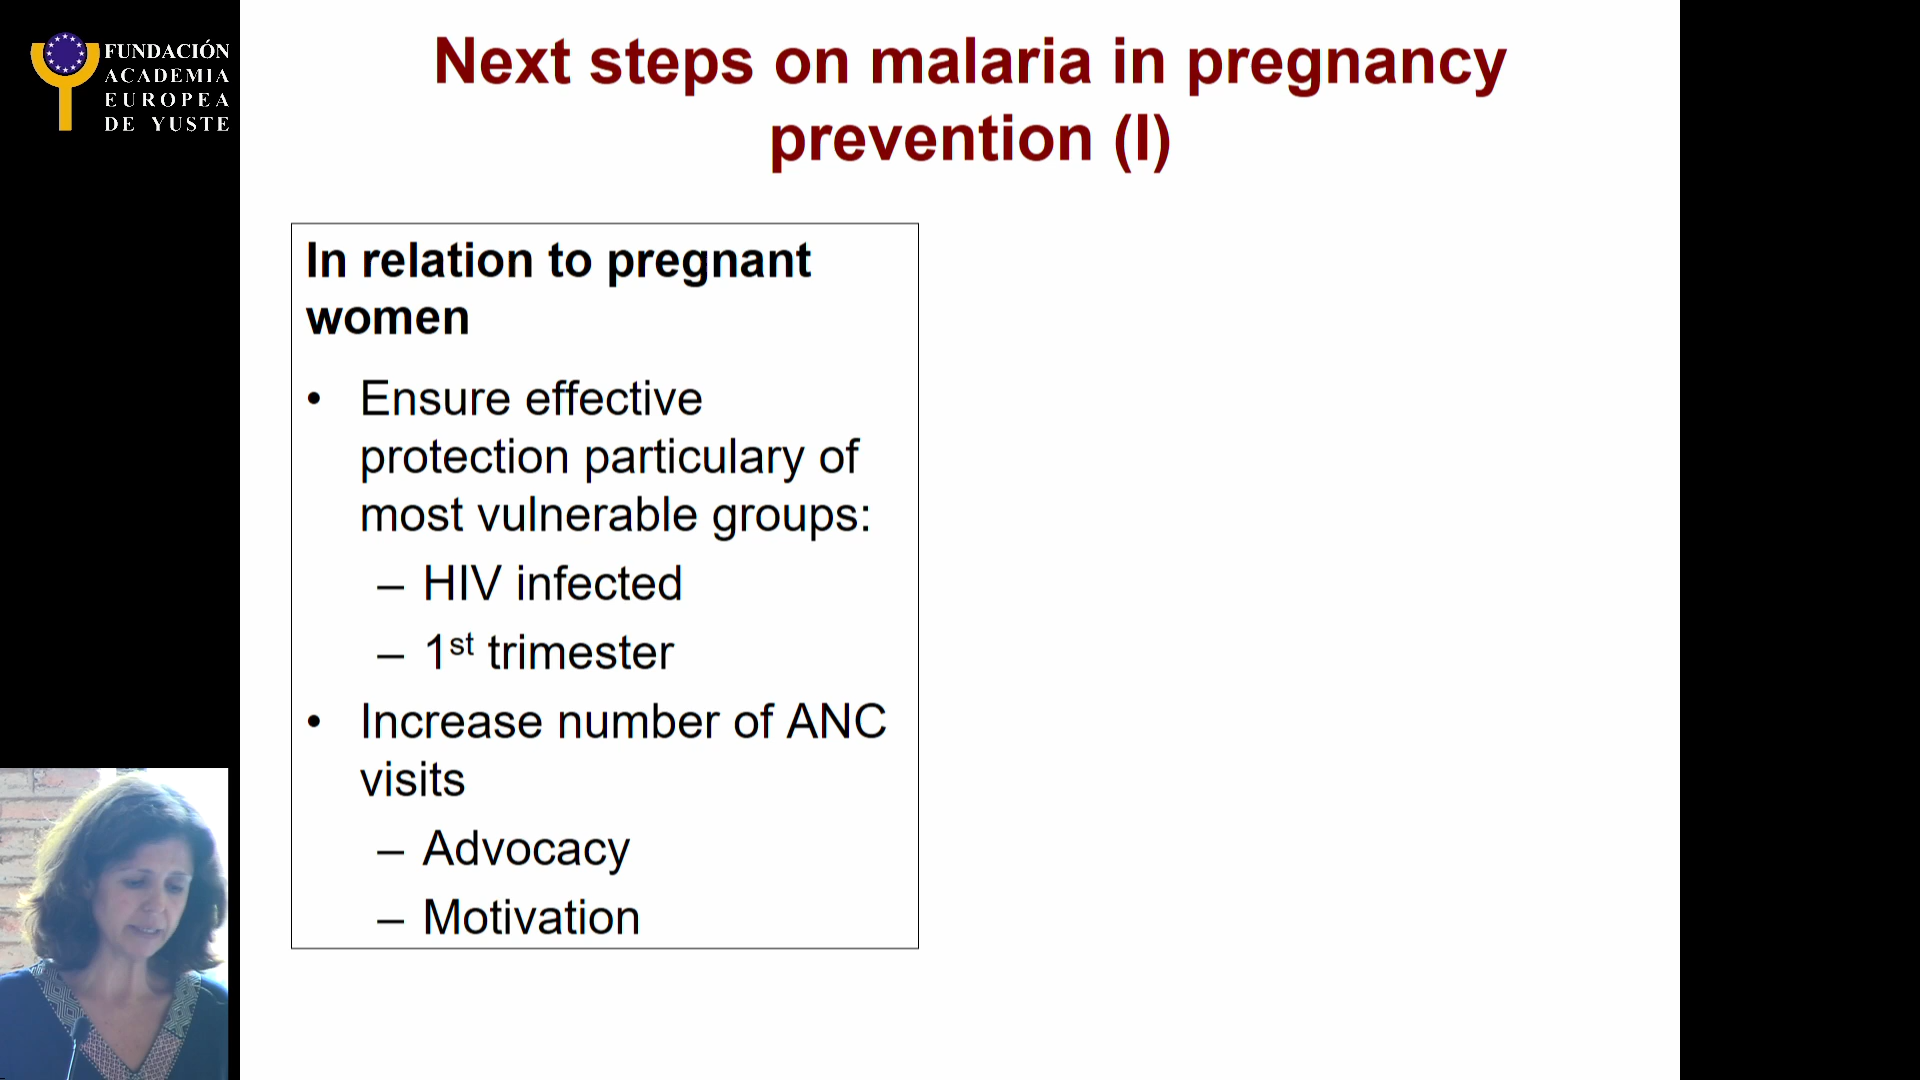 FUNDACIÓN
ACADEMIA
EUROPEA
DE YUSTE
Next steps on malaria in pregnancy
prevention (I)
In relation to pregnant
women
• Ensure effective
protection particulary of
most vulnerable groups:
– HIV infected
– 1st trimester
• Increase number of ANC
visits
– Advocacy
– Motivation